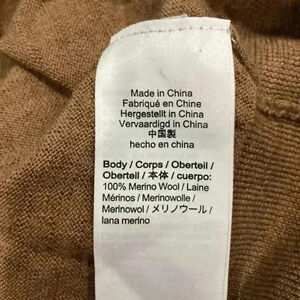 Made in China
Fabriqué en Chine
Hergestellt in China
Vervaardigd in China
中国製
hecho en china
Body / Corps / Oberteil /
Oberteil / 本体 / cuerpo:
100% Merino Wool / Laine
Mérinos / Merinowolle /
Merinowol / メリノウール /
lana merino